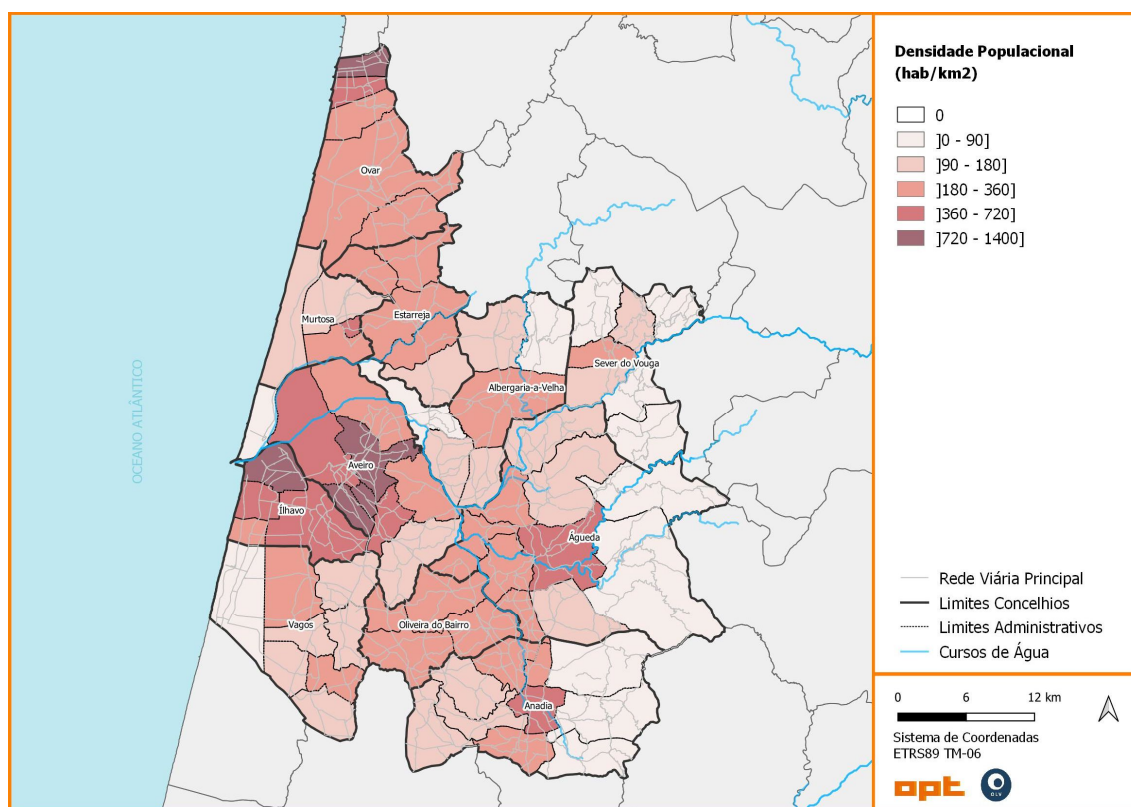 Densidade Populacional
(hab/km2)
0
]0 - 90]
]90 - 180]
]180 - 360]
]360 - 720]
]720 - 1400]
Ovar
Murtosa
Estarreja
Sever do Vouga
Albergaria-a-Velha
OCEANO ATLÂNTICO
Aveiro
Ílhavo
Águeda
Vagos
Oliveira do Bairro
Anadia
Rede Viária Principal
Limites Concelhios
Limites Administrativos
Cursos de Água
0 6 12 km
Sistema de Coordenadas
ETRS89 TM-06
opt
OLV